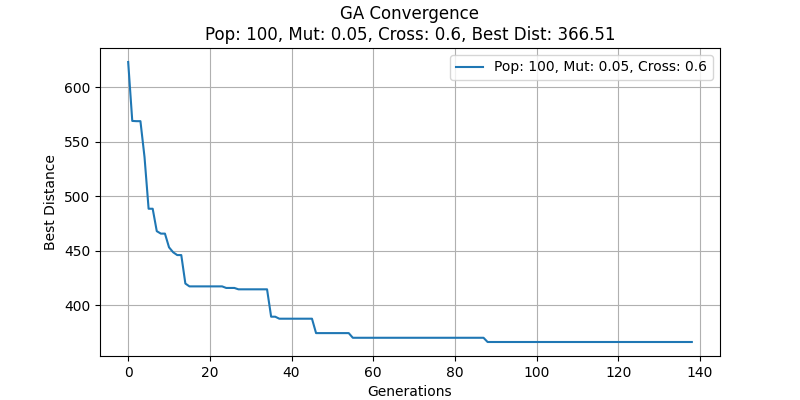 GA Convergence
Pop: 100, Mut: 0.05, Cross: 0.6, Best Dist: 366.51
Pop: 100, Mut: 0.05, Cross: 0.6
600
550
500
450
400
Best Distance
0 20 40 60 80 100 120 140
Generations